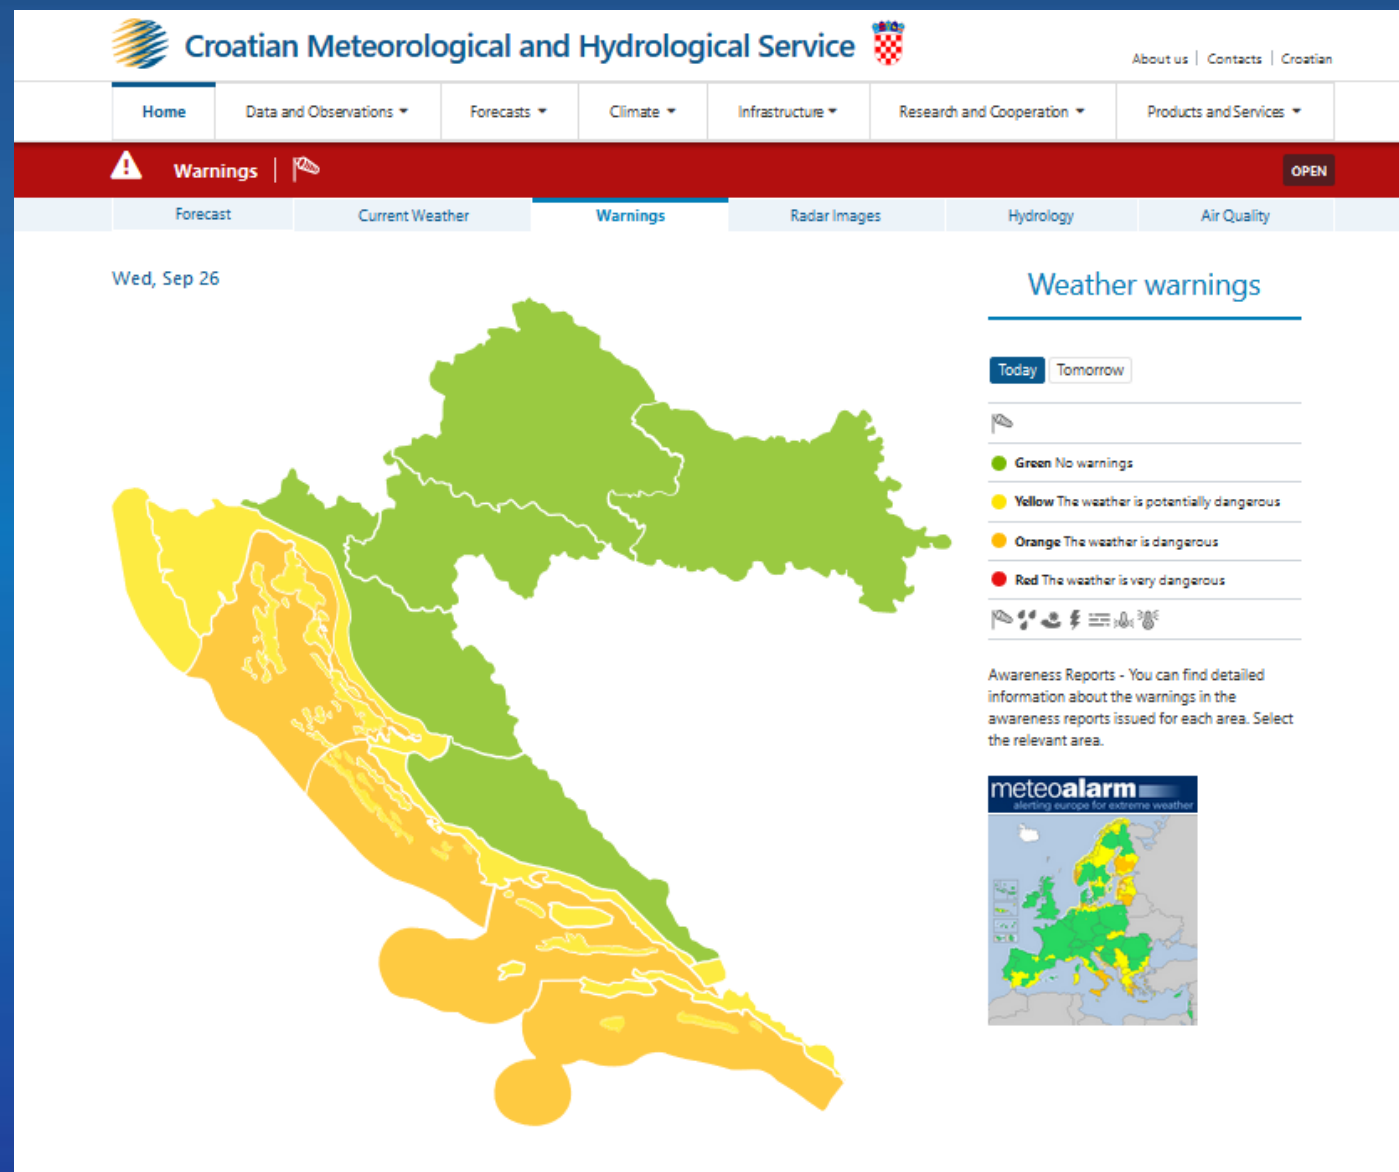 Croatian Meteorological and Hydrological Service
About us | Contacts | Croatian
Home Data and Observations Forecasts Climate Infrastructure Research and Cooperation Products and Services
Warnings | OPEN
Forecast Current Weather Warnings Radar Images Hydrology Air Quality
Wed, Sep 26
Weather warnings
Today Tomorrow
Green No warnings
Yellow The weather is potentially dangerous
Orange The weather is dangerous
Red The weather is very dangerous
Awareness Reports - You can find detailed
information about the warnings in the
awareness reports issued for each area. Select
the relevant area.
meteoalarm
alerting europe for extreme weather